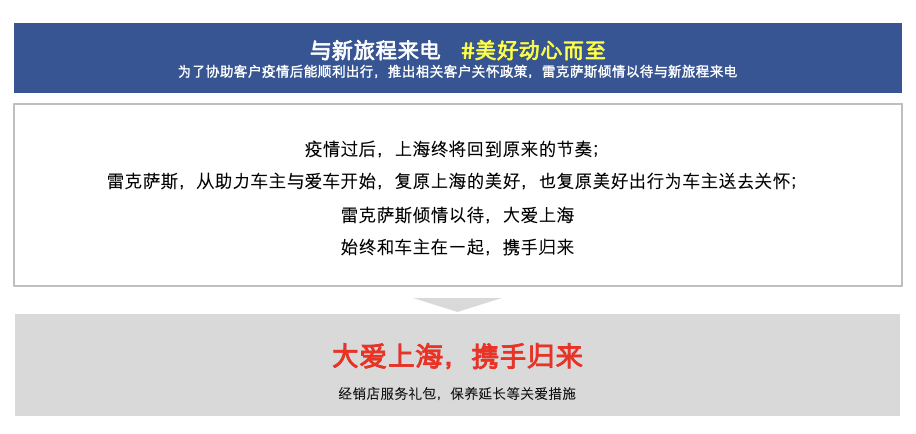 与新旅程来电 #美好动心而至
为了协助客户疫情后能顺利出行，推出相关客户关怀政策，雷克萨斯倾情以待与新旅程来电
疫情过后，上海终将回到原来的节奏；
雷克萨斯，从助力车主与爱车开始，复原上海的美好，也复原美好出行为车主送去关怀；
雷克萨斯倾情以待，大爱上海
始终和车主在一起，携手归来
大爱上海，携手归来
经销店服务礼包，保养延长等关爱措施